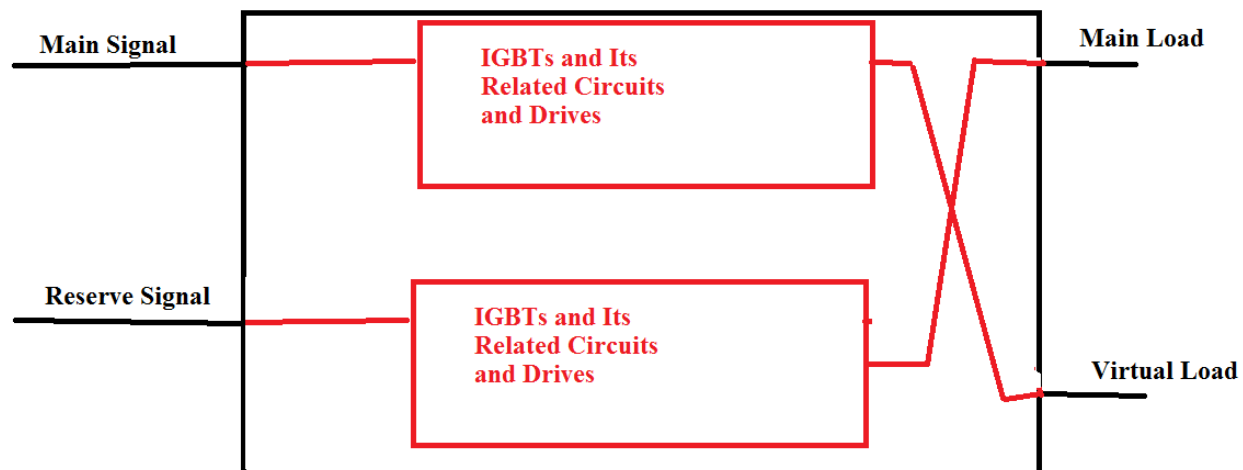 Main Signal
IGBTs and Its
Related Circuits
and Drives
Main Load
Reserve Signal
IGBTs and Its
Related Circuits
and Drives
Virtual Load